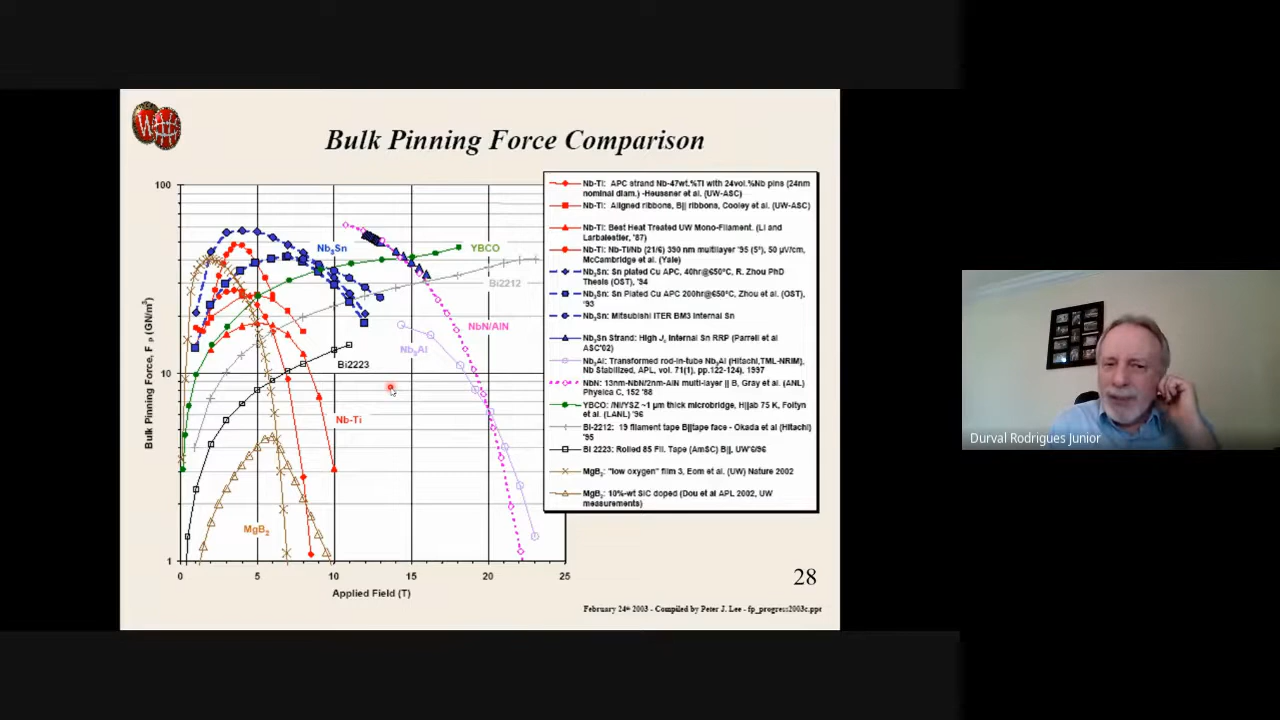 Bulk Pinning Force Comparison
100
10
1
0
5
10
15
20
25
Applied Field (T)
Bulk Pinning Force, F p (GN/m³)
Nb₃Sn
YBCO
Bi2212
NbN/AlN
Nb₃Al
Bi2223
Nb-Ti
MgB₂
Nb-Ti: APC strand Nb-47wt.%Ti with 24vol.%Nb pins (24nm
nominal diam.) -Heussner et al. (UW-ASC)
Nb-Ti: Aligned ribbons, B|| ribbons, Cooley et al. (UW-ASC)
Nb-Ti: Best Heat Treated UW Mono-Filament. (Li and
Larbalestier, '87)
Nb-Ti: Nb-Ti/Nb (21/6) 390 nm multilayer '95 (5°), 50 µV/cm,
McCambridge et al. (Yale)
Nb₃Sn: Sn plated Cu APC, 40hr@650°C, R. Zhou PhD
Thesis (OST), '94
Nb₃Sn: Sn Plated Cu APC 200hr@650°C, Zhou et al. (OST),
'93
Nb₃Sn: Mitsubishi ITER BM3 Internal Sn
Nb₃Sn Strand: High Jc Internal Sn RRP (Parrell et al
ASC'02)
Nb₃Al: Transformed rod-in-tube Nb₃Al (Hitachi,TML-NRIM),
Nb Stabilized, APL, vol. 71(1), pp.122-124), 1997
NbN: 13nm-NbN/2nm-AlN multi-layer || B, Gray et al. (ANL)
Physica C, 152 '88
YBCO: /Ni/YSZ ~1 µm thick microbridge, H||ab 75 K, Foltyn
et al. (LANL) '96
Bi-2212: 19 filament tape B||tape face - Okada et al (Hitachi)
'95
Bi 2223: Rolled 85 Fil. Tape (AmSC) B||, UW'6/96
MgB₂: "low oxygen" film 3, Eom et al. (UW) Nature 2002
MgB₂: 10%-wt SiC doped (Dou et al APL 2002, UW
measurements)
28
February 24th 2003 - Compiled by Peter J. Lee - fp_progress2003c.ppt
Durval Rodrigues Junior